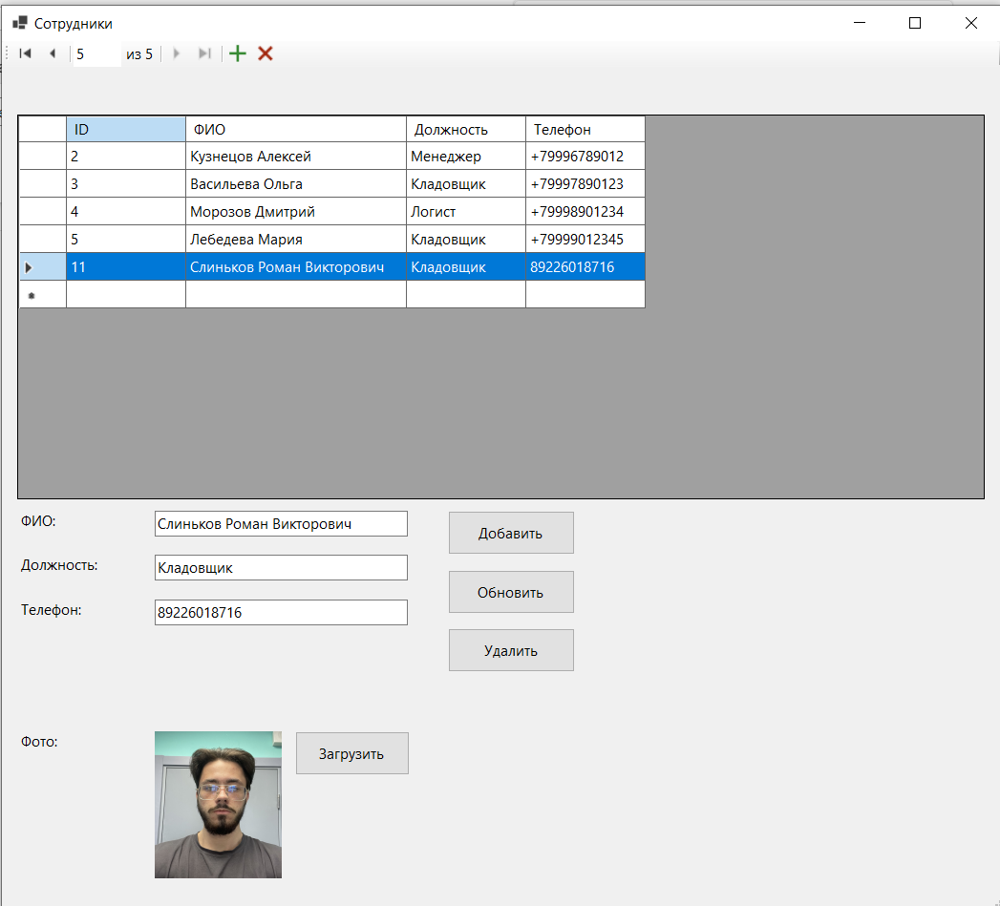 Сотрудники
5 из 5
ID ФИО Должность Телефон
2 Кузнецов Алексей Менеджер +79996789012
3 Васильева Ольга Кладовщик +79997890123
4 Морозов Дмитрий Логист +79998901234
5 Лебедева Мария Кладовщик +79999012345
11 Слиньков Роман Викторович Кладовщик 89226018716
ФИО: Слиньков Роман Викторович Добавить
Должность: Кладовщик Обновить
Телефон: 89226018716
Удалить
Фото: Загрузить